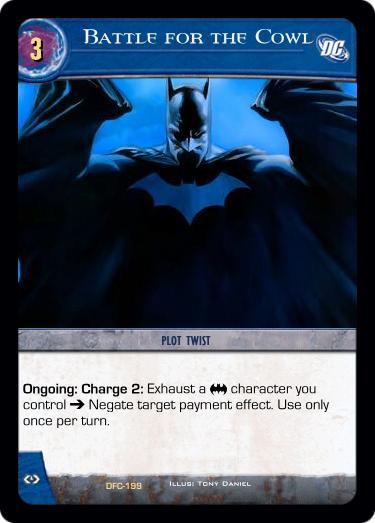 3
BATTLE FOR THE COWL
DC
PLOT TWIST
Ongoing: Charge 2: Exhaust a character you
control ➔ Negate target payment effect. Use only
once per turn.
DFC-199
ILLUS: TONY DANIEL